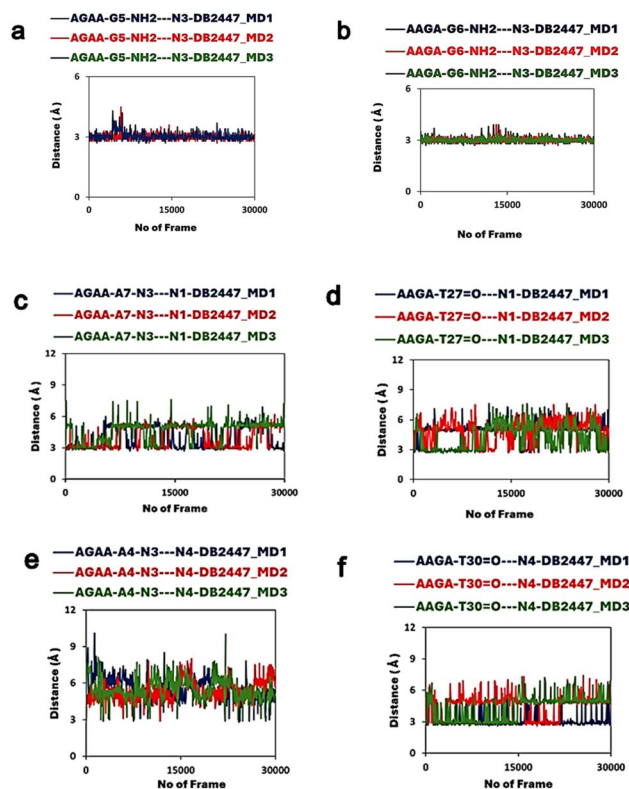 a
AGAA-G5-NH2---N3-DB2447_MD1
AGAA-G5-NH2---N3-DB2447_MD2
AGAA-G5-NH2---N3-DB2447_MD3
6
3
0
Distance (Å)
0 15000 30000
No of Frame
b
AAGA-G6-NH2---N3-DB2447_MD1
AAGA-G6-NH2---N3-DB2447_MD2
AAGA-G6-NH2---N3-DB2447_MD3
6
3
0
Distance (Å)
0 15000 30000
No of Frame
c
AGAA-A7-N3---N1-DB2447_MD1
AGAA-A7-N3---N1-DB2447_MD2
AGAA-A7-N3---N1-DB2447_MD3
12
9
6
3
0
Distance (Å)
0 15000 30000
No of Frame
d
AAGA-T27=O---N1-DB2447_MD1
AAGA-T27=O---N1-DB2447_MD2
AAGA-T27=O---N1-DB2447_MD3
12
9
6
3
0
Distance (Å)
0 15000 30000
No of Frame
e
AGAA-A4-N3---N4-DB2447_MD1
AGAA-A4-N3---N4-DB2447_MD2
AGAA-A4-N3---N4-DB2447_MD3
12
9
6
3
0
Distance (Å)
0 15000 30000
No of Frame
f
AAGA-T30=O---N4-DB2447_MD1
AAGA-T30=O---N4-DB2447_MD2
AAGA-T30=O---N4-DB2447_MD3
12
9
6
3
0
Distance (Å)
0 15000 30000
No of Frame